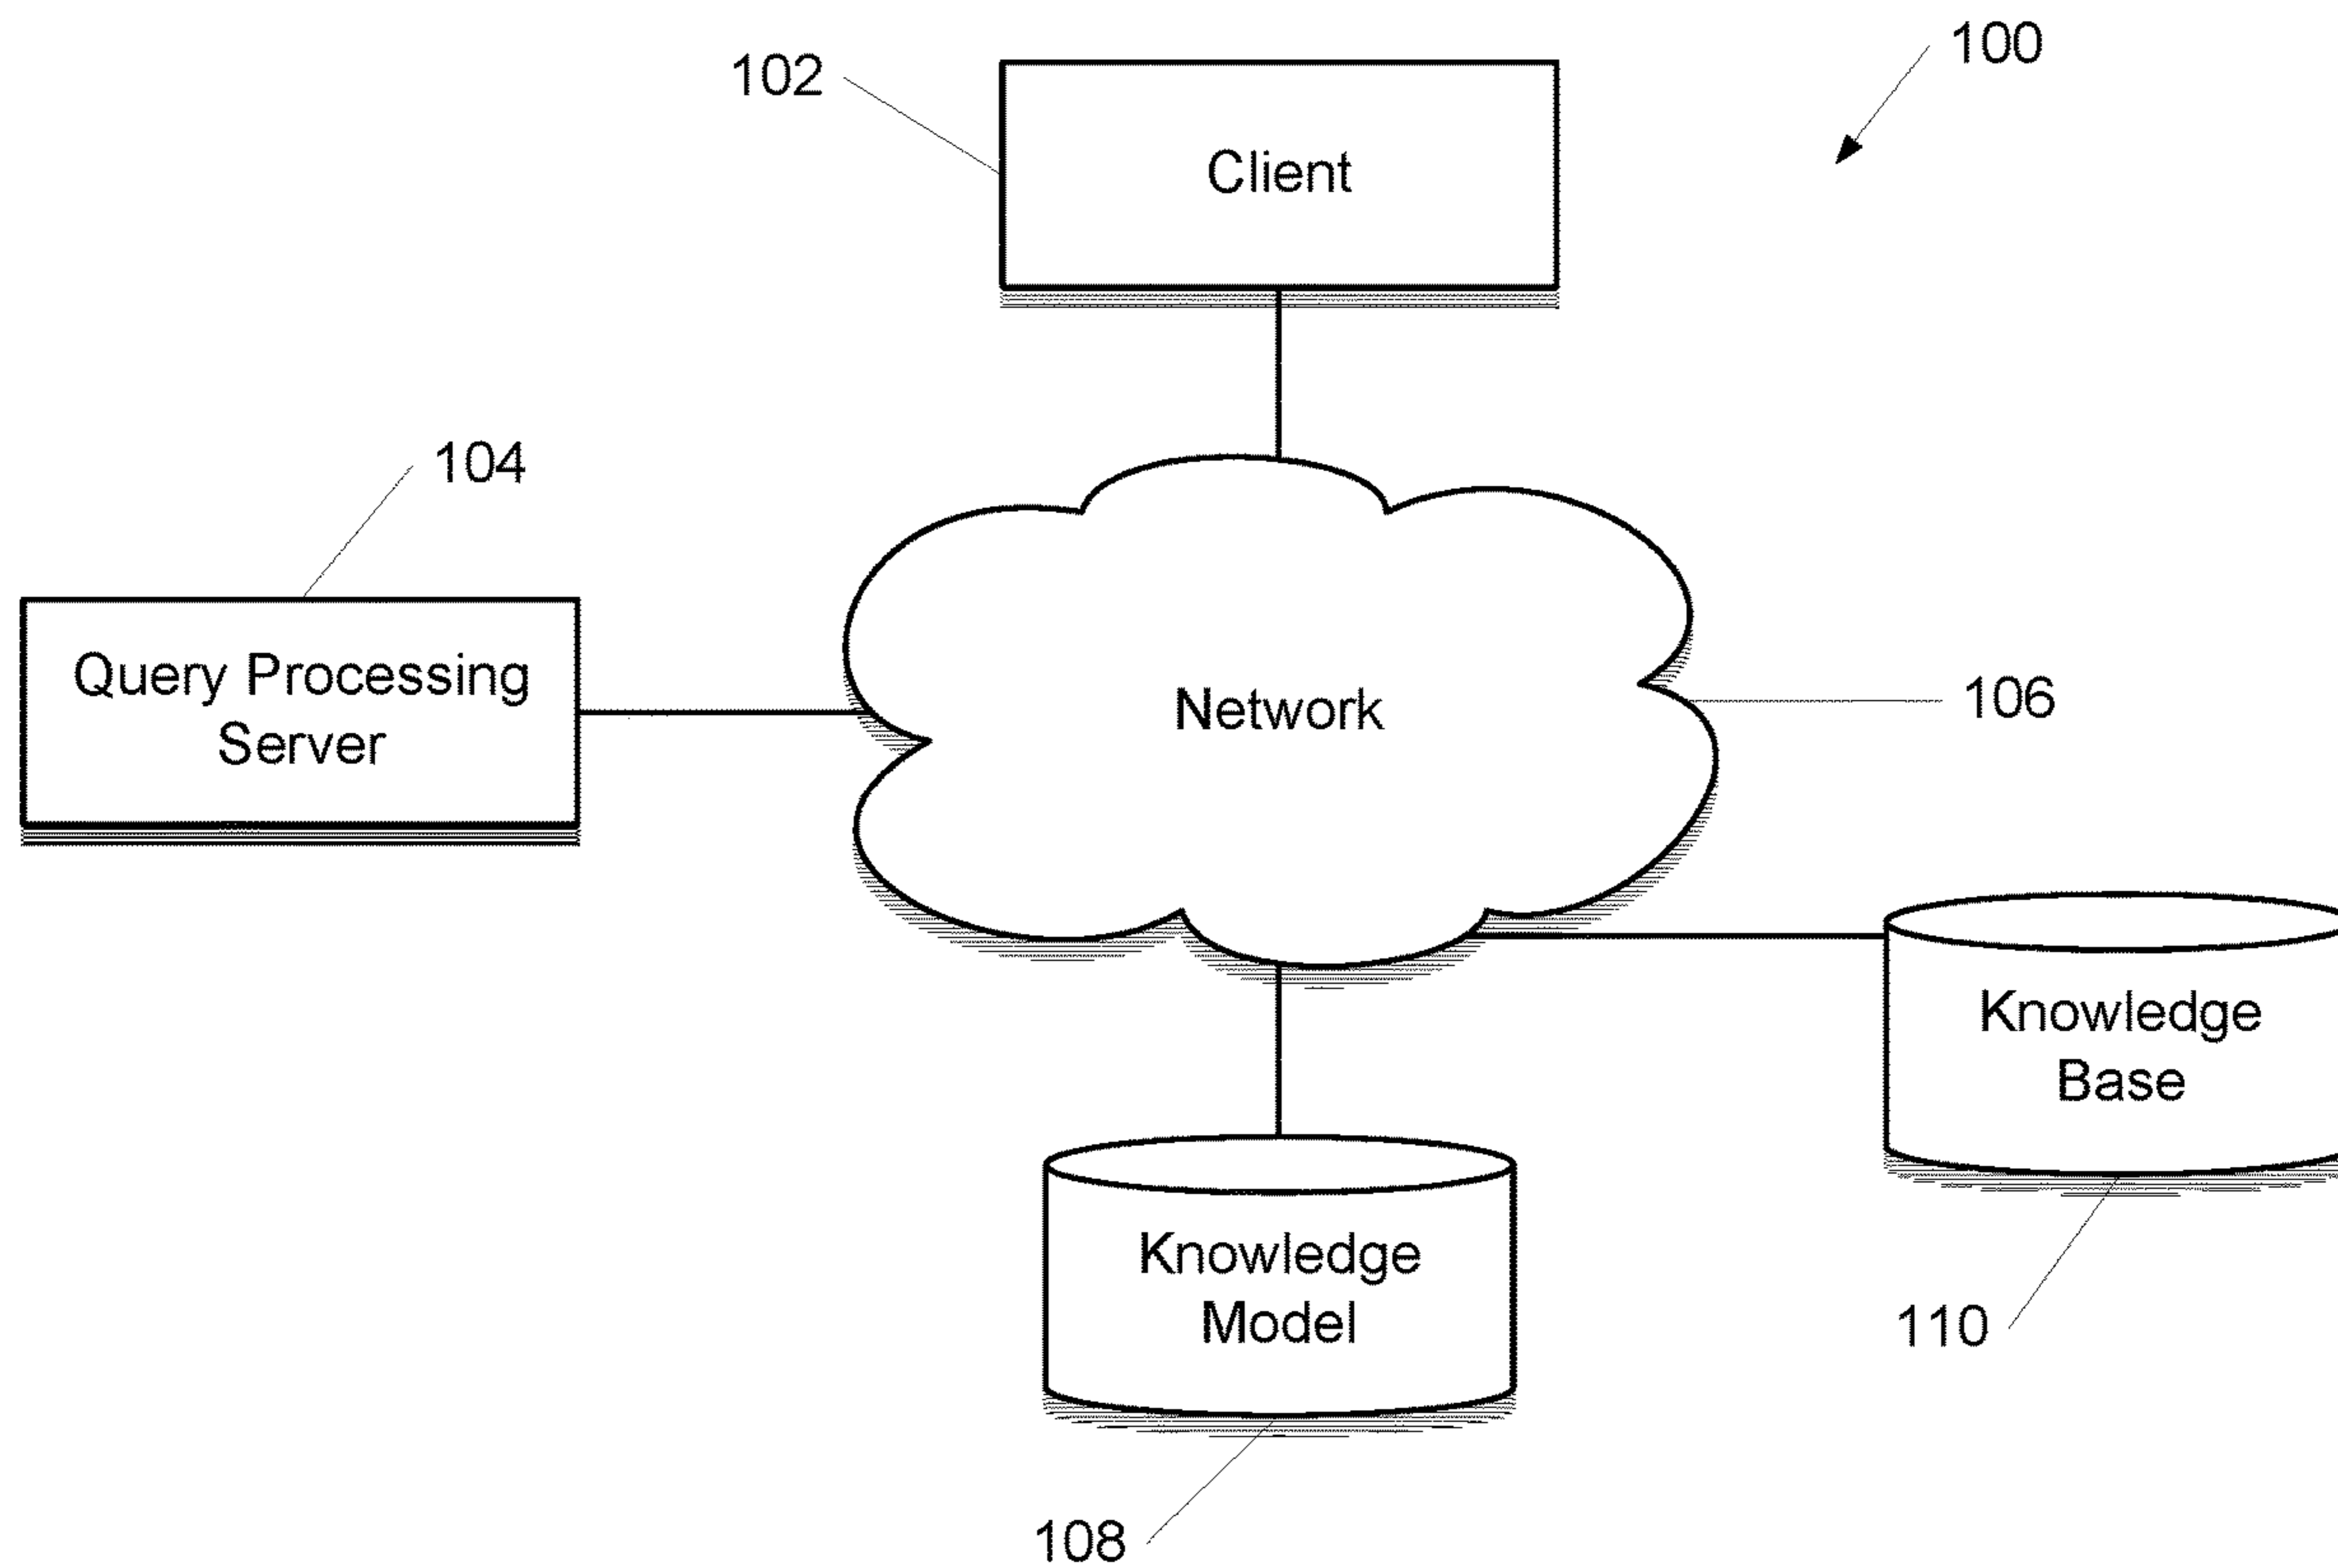 100
102
Client
104
Query Processing
Server
Network
106
Knowledge
Base
Knowledge
Model
110
108